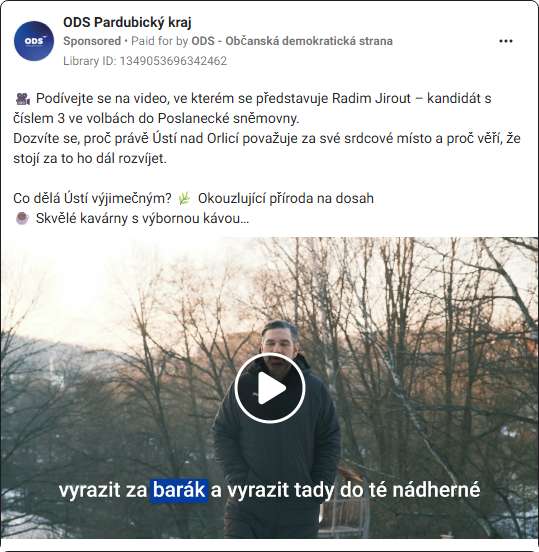 ODS Pardubický kraj
Sponsored • Paid for by ODS - Občanská demokratická strana
Library ID: 1349053696342462
Podívejte se na video, ve kterém se představuje Radim Jirout – kandidát s
číslem 3 ve volbách do Poslanecké sněmovny.
Dozvíte se, proč právě Ústí nad Orlicí považuje za své srdcové místo a proč věří, že
stojí za to ho dál rozvíjet.
Co dělá Ústí výjimečným? 🌿 Okouzlující příroda na dosah
Skvělé kavárny s výbornou kávou...
ODS
vyrazit za barák a vyrazit tady do té nádherné